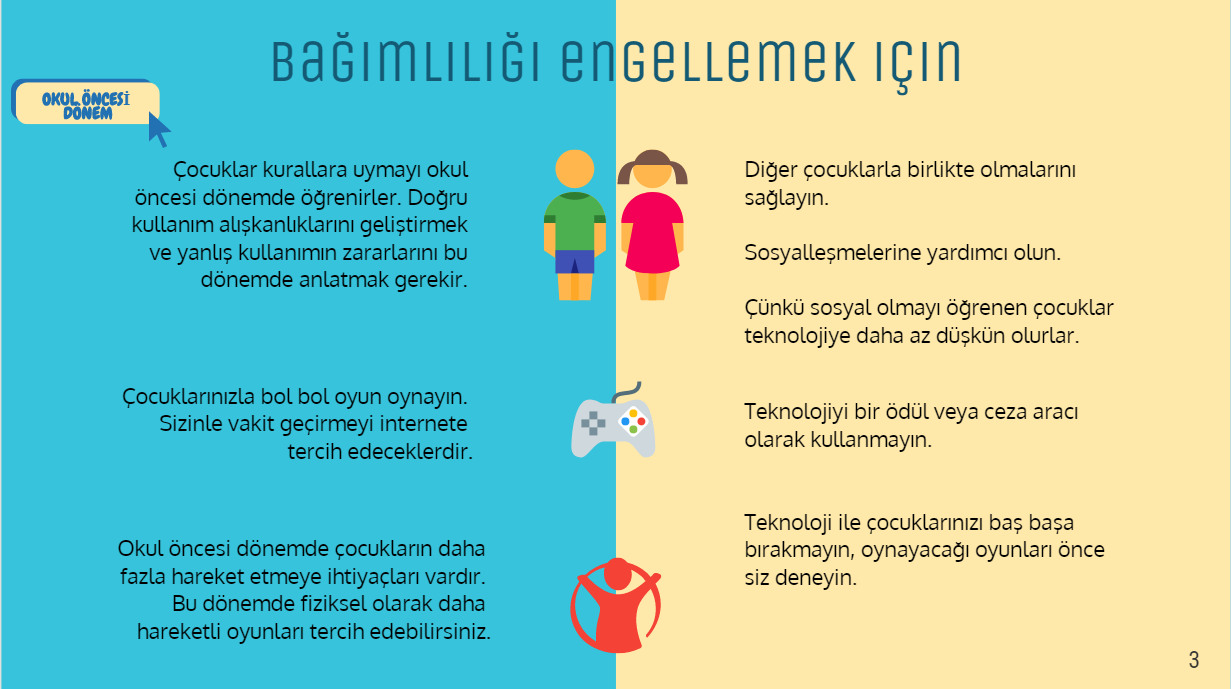 Bağımlılığı Engellemek için
OKUL ÖNCESİ
DÖNEM
Çocuklar kurallara uymayı okul
öncesi dönemde öğrenirler. Doğru
kullanım alışkanlıklarını geliştirmek
ve yanlış kullanımın zararlarını bu
dönemde anlatmak gerekir.
Çocuklarınızla bol bol oyun oynayın.
Sizinle vakit geçirmeyi internete
tercih edeceklerdir.
Okul öncesi dönemde çocukların daha
fazla hareket etmeye ihtiyaçları vardır.
Bu dönemde fiziksel olarak daha
hareketli oyunları tercih edebilirsiniz.
Diğer çocuklarla birlikte olmalarını
sağlayın.
Sosyalleşmelerine yardımcı olun.
Çünkü sosyal olmayı öğrenen çocuklar
teknolojiye daha az düşkün olurlar.
Teknolojiyi bir ödül veya ceza aracı
olarak kullanmayın.
Teknoloji ile çocuklarınızı baş başa
bırakmayın, oynayacağı oyunları önce
siz deneyin.
3